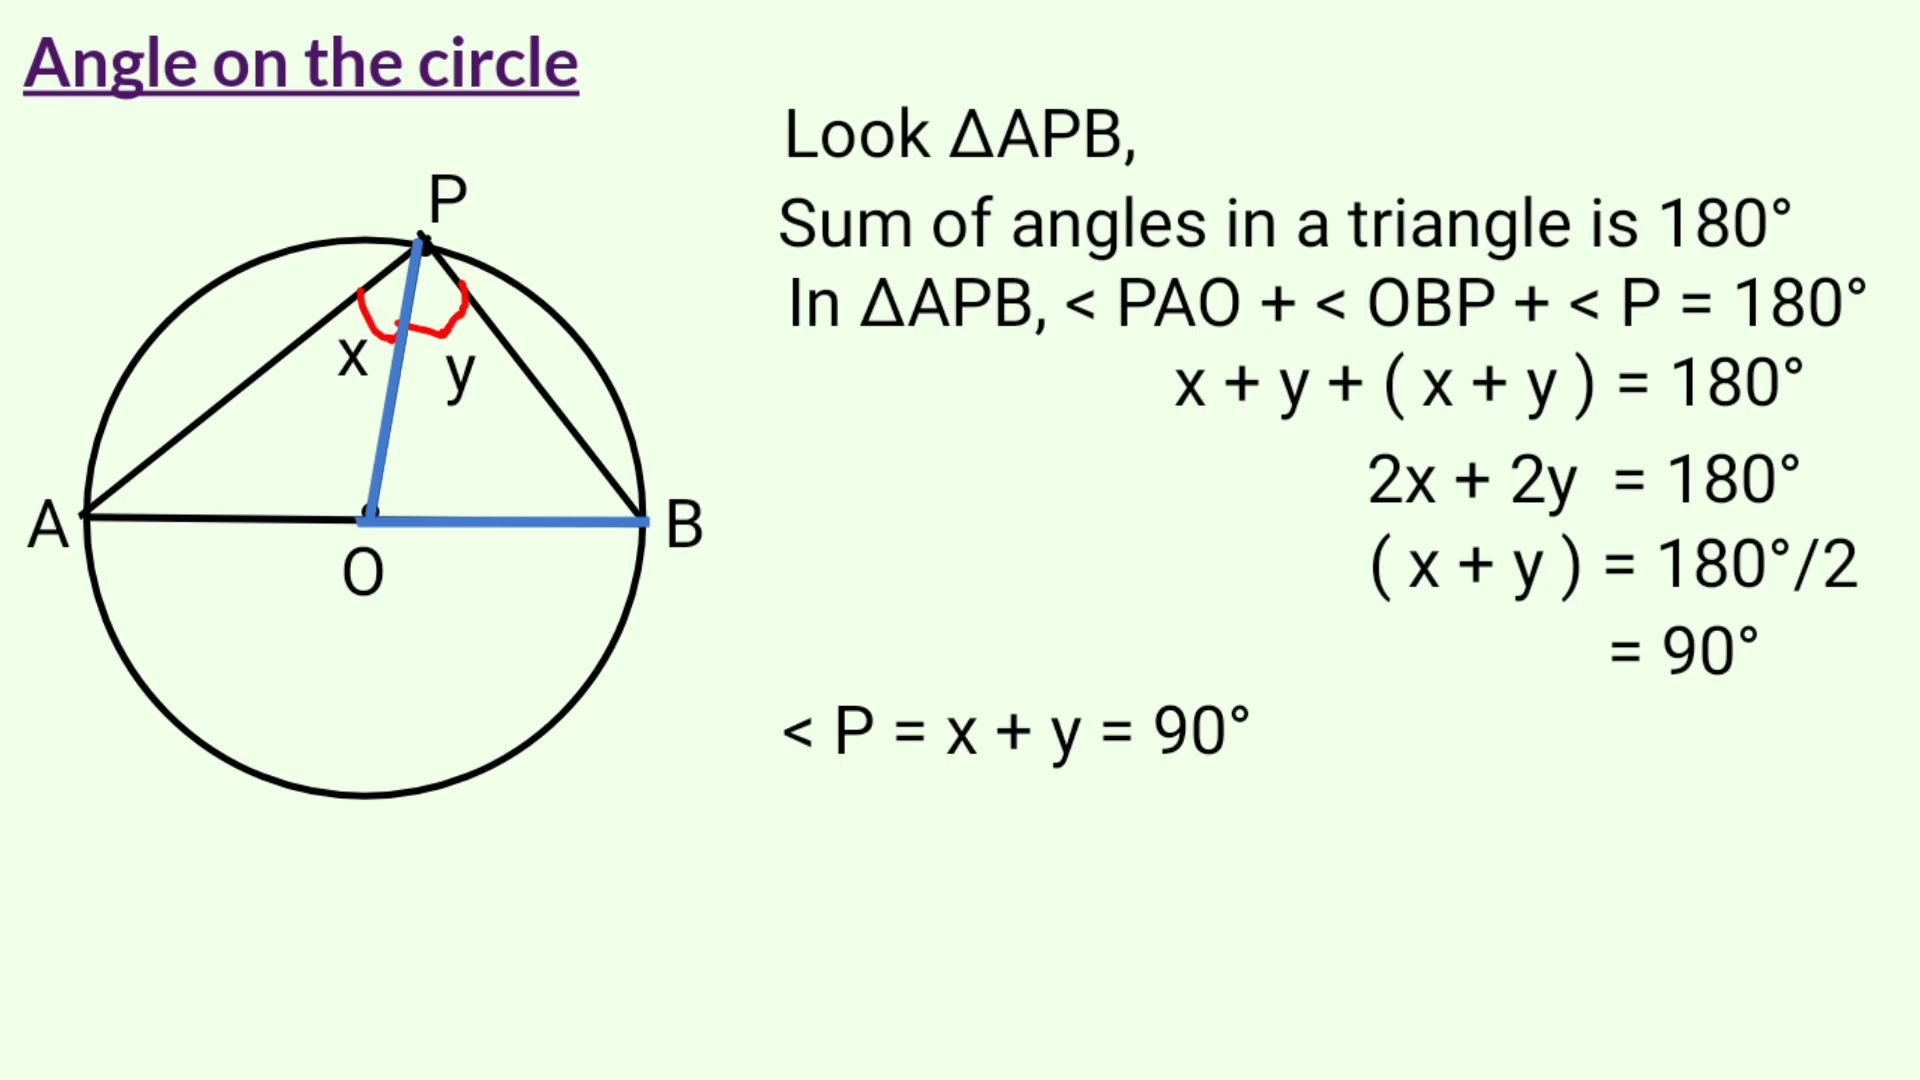 Angle on the circle
Look ΔAPB,
Sum of angles in a triangle is 180°
In ΔAPB, < PAO + < OBP + < P = 180°
x + y + ( x + y ) = 180°
2x + 2y = 180°
( x + y ) = 180°/2
= 90°
< P = x + y = 90°
P
x y
A B
O